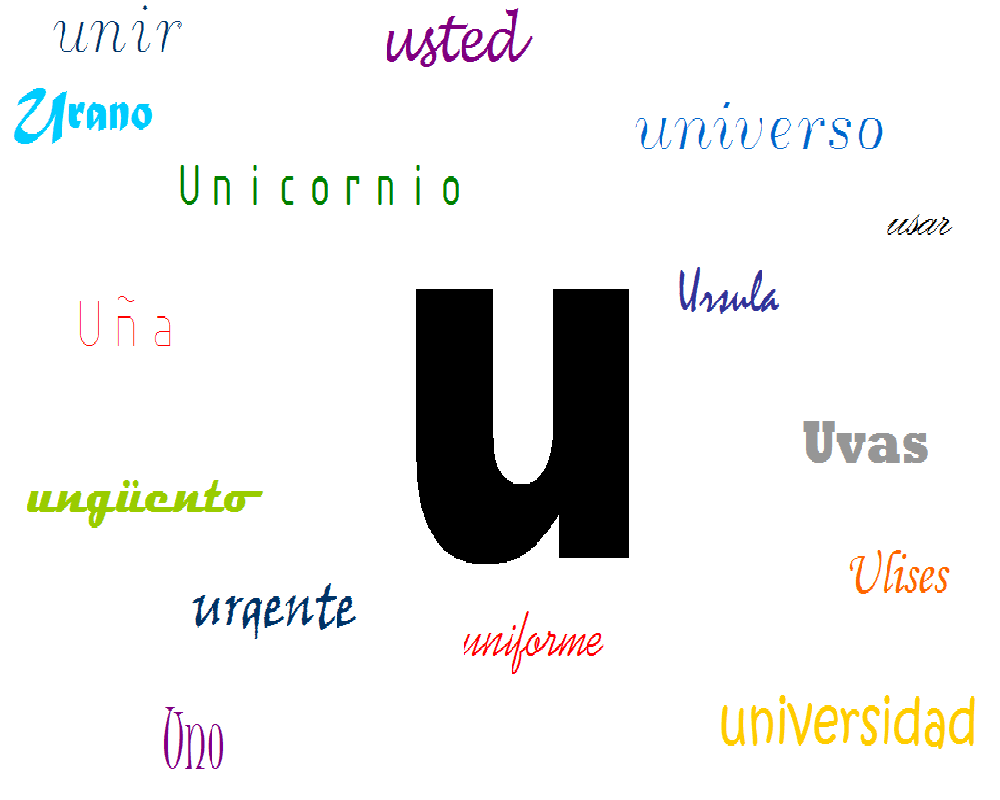 unir
usted
Urano
universo
Unicornio
usar
Ursula
Uña
u
Uvas
ungüento
Ulises
urgente
uniforme
Uno
universidad